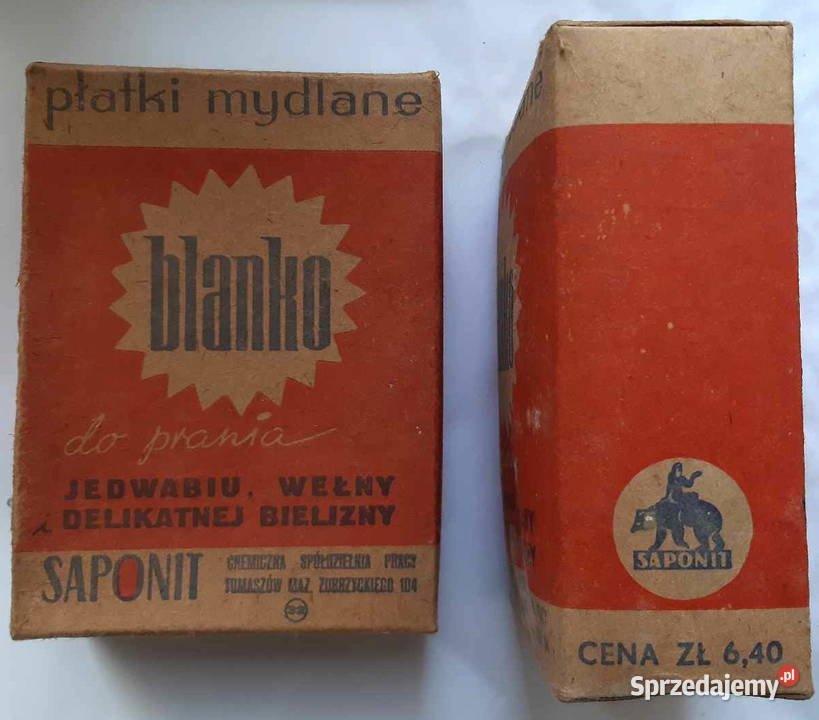 płatki mydlane
blanko
do prania
JEDWABIU, WEŁNY
i DELIKATNEJ BIELIZNY
SAPONIT
CHEMICZNA SPÓŁDZIELNIA PRACY
TOMASZÓW MAZ. ZUBRZYCKIEGO 104
SAPONIT
CENA ZŁ 6,40
Sprzedajemy.pl